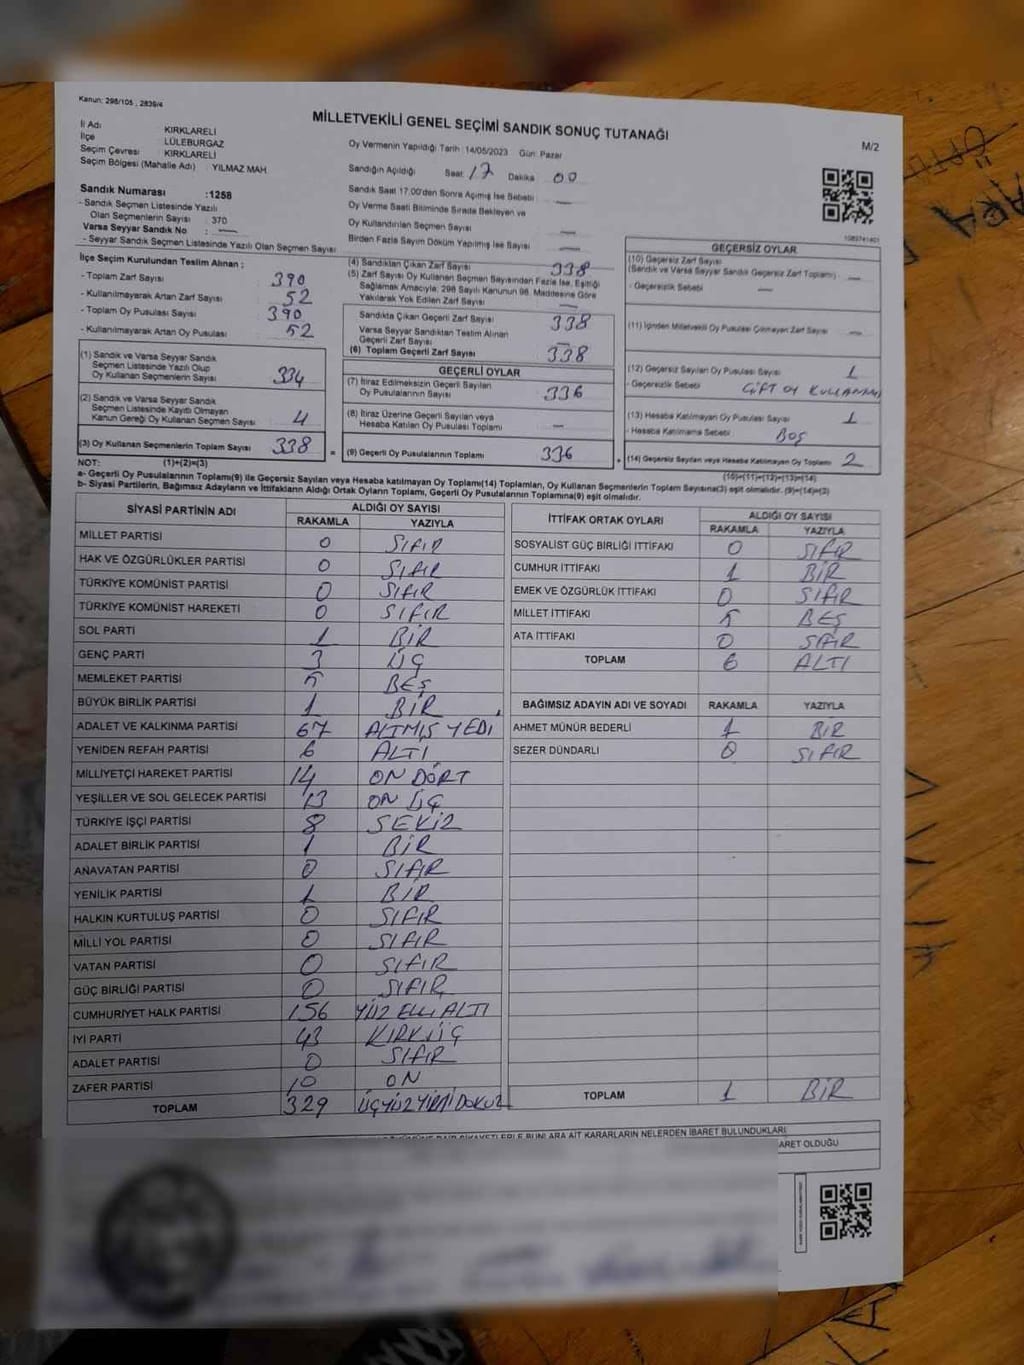 Kanun: 298/105 , 2839/4
MİLLETVEKİLİ GENEL SEÇİMİ SANDIK SONUÇ TUTANAĞI
M/2
İl Adı KIRKLARELİ
İlçe LÜLEBURGAZ
Seçim Çevresi KIRKLARELİ
Seçim Bölgesi (Mahalle Adı) YILMAZ MAH
Oy Vermenin Yapıldığı Tarih :14/05/2023 Gün: Pazar
Sandığın Açıldığı Saat 17 Dakika 00
Sandık Saat 17:00'den Sonra Açımış İse Sebebi : —
Oy Verme Saati Bitiminde Sırada Bekleyen ve
Oy Kullandırılan Seçmen Sayısı —
Birden Fazla Sayım Döküm Yapılmış İse Sayısı —
Sandık Numarası :1258
- Sandık Seçmen Listesinde Yazılı
Olan Seçmenlerin Sayısı : 370
Varsa Seyyar Sandık No : —
- Seyyar Sandık Seçmen Listesinde Yazılı Olan Seçmen Sayısı
İlçe Seçim Kurulundan Teslim Alınan :
- Toplam Zarf Sayısı 390
- Kullanılmayarak Artan Zarf Sayısı 52
- Toplam Oy Pusulası Sayısı 390
- Kullanılmayarak Artan Oy Pusulası 52
(1) Sandık ve Varsa Seyyar Sandık
Seçmen Listesinde Yazılı Olup
Oy Kullanan Seçmenlerin Sayısı 334
(2) Sandık ve Varsa Seyyar Sandık
Seçmen Listesinde Kayıtlı Olmayan
Kanun Gereği Oy Kullanan Seçmen Sayısı 4
(3) Oy Kullanan Seçmenlerin Toplam Sayısı 338
(4) Sandıktan Çıkan Zarf Sayısı 338
(5) Zarf Sayısı Oy Kullanan Seçmen Sayısından Fazla İse, Eşitliği
Sağlamak Amacıyla, 298 Sayılı Kanunun 98. Maddesine Göre
Yakılarak Yok Edilen Zarf Sayısı —
Sandıkta Çıkan Geçerli Zarf Sayısı 338
Varsa Seyyar Sandıktan Teslim Alınan
Geçerli Zarf Sayısı —
(6) Toplam Geçerli Zarf Sayısı 338
GEÇERLİ OYLAR
(7) İtiraz Edilmeksizin Geçerli Sayılan
Oy Pusulalarının Sayısı 336
(8) İtiraz Üzerine Geçerli Sayılan veya
Hesaba Katılan Oy Pusulası Toplamı —
= (9) Geçerli Oy Pusulalarının Toplamı 336
GEÇERSİZ OYLAR
(10) Geçersiz Zarf Sayısı
(Sandık ve Varsa Seyyar Sandık Geçersiz Zarf Toplamı) —
- Geçersizlik Sebebi —
(11) İçinden Milletvekili Oy Pusulası Çıkmayan Zarf Sayısı —
(12) Geçersiz Sayılan Oy Pusulası Sayısı 1
- Geçersizlik Sebebi ÇİFT OY KULLANMA
(13) Hesaba Katılmayan Oy Pusulası Sayısı 1
- Hesaba Katılmama Sebebi BOŞ
+ (14) Geçersiz Sayılan veya Hesaba Katılmayan Oy Toplamı 2
NOT: (1)+(2)=(3)
(10)+(11)+(12)+(13)=(14)
a- Geçerli Oy Pusulalarının Toplamı(9) ile Geçersiz Sayılan veya Hesaba katılmayan Oy Toplamı(14) Toplamları, Oy Kullanan Seçmenlerin Toplam Sayısına(3) eşit olmalıdır. (9)+(14)=(3)
b- Siyasi Partilerin, Bağımsız Adayların ve İttifakların Aldığı Ortak Oyların Toplamı, Geçerli Oy Pusulalarının Toplamına(9) eşit olmalıdır.
SİYASİ PARTİNİN ADI ALDIĞI OY SAYISI
RAKAMLA YAZIYLA
MİLLET PARTİSİ 0 SIFIR
HAK VE ÖZGÜRLÜKLER PARTİSİ 0 SIFIR
TÜRKİYE KOMÜNİST PARTİSİ 0 SIFIR
TÜRKİYE KOMÜNİST HAREKETİ 0 SIFIR
SOL PARTİ 1 BİR
GENÇ PARTİ 3 ÜÇ
MEMLEKET PARTİSİ 5 BEŞ
BÜYÜK BİRLİK PARTİSİ 1 BİR
ADALET VE KALKINMA PARTİSİ 67 ALTMIŞ YEDİ
YENİDEN REFAH PARTİSİ 6 ALTI
MİLLİYETÇİ HAREKET PARTİSİ 14 ON DÖRT
YEŞİLLER VE SOL GELECEK PARTİSİ 13 ON ÜÇ
TÜRKİYE İŞÇİ PARTİSİ 8 SEKİZ
ADALET BİRLİK PARTİSİ 1 BİR
ANAVATAN PARTİSİ 0 SIFIR
YENİLİK PARTİSİ 1 BİR
HALKIN KURTULUŞ PARTİSİ 0 SIFIR
MİLLİ YOL PARTİSİ 0 SIFIR
VATAN PARTİSİ 0 SIFIR
GÜÇ BİRLİĞİ PARTİSİ 0 SIFIR
CUMHURİYET HALK PARTİSİ 156 YÜZ ELLİ ALTI
İYİ PARTİ 43 KIRK ÜÇ
ADALET PARTİSİ 0 SIFIR
ZAFER PARTİSİ 10 ON
TOPLAM 329 ÜÇYÜZ YİRMİ DOKUZ
İTTİFAK ORTAK OYLARI ALDIĞI OY SAYISI
RAKAMLA YAZIYLA
SOSYALİST GÜÇ BİRLİĞİ İTTİFAKI 0 SIFIR
CUMHUR İTTİFAKI 1 BİR
EMEK VE ÖZGÜRLÜK İTTİFAKI 0 SIFIR
MİLLET İTTİFAKI 5 BEŞ
ATA İTTİFAKI 0 SIFIR
TOPLAM 6 ALTI
BAĞIMSIZ ADAYIN ADI VE SOYADI RAKAMLA YAZIYLA
AHMET MÜNÜR BEDERLİ 1 BİR
SEZER DÜNDARLI 0 SIFIR
TOPLAM 1 BİR
BUNLARA AİT KARARLARIN NELERDEN İBARET BULUNDUKLARI
ARET OLDUĞU